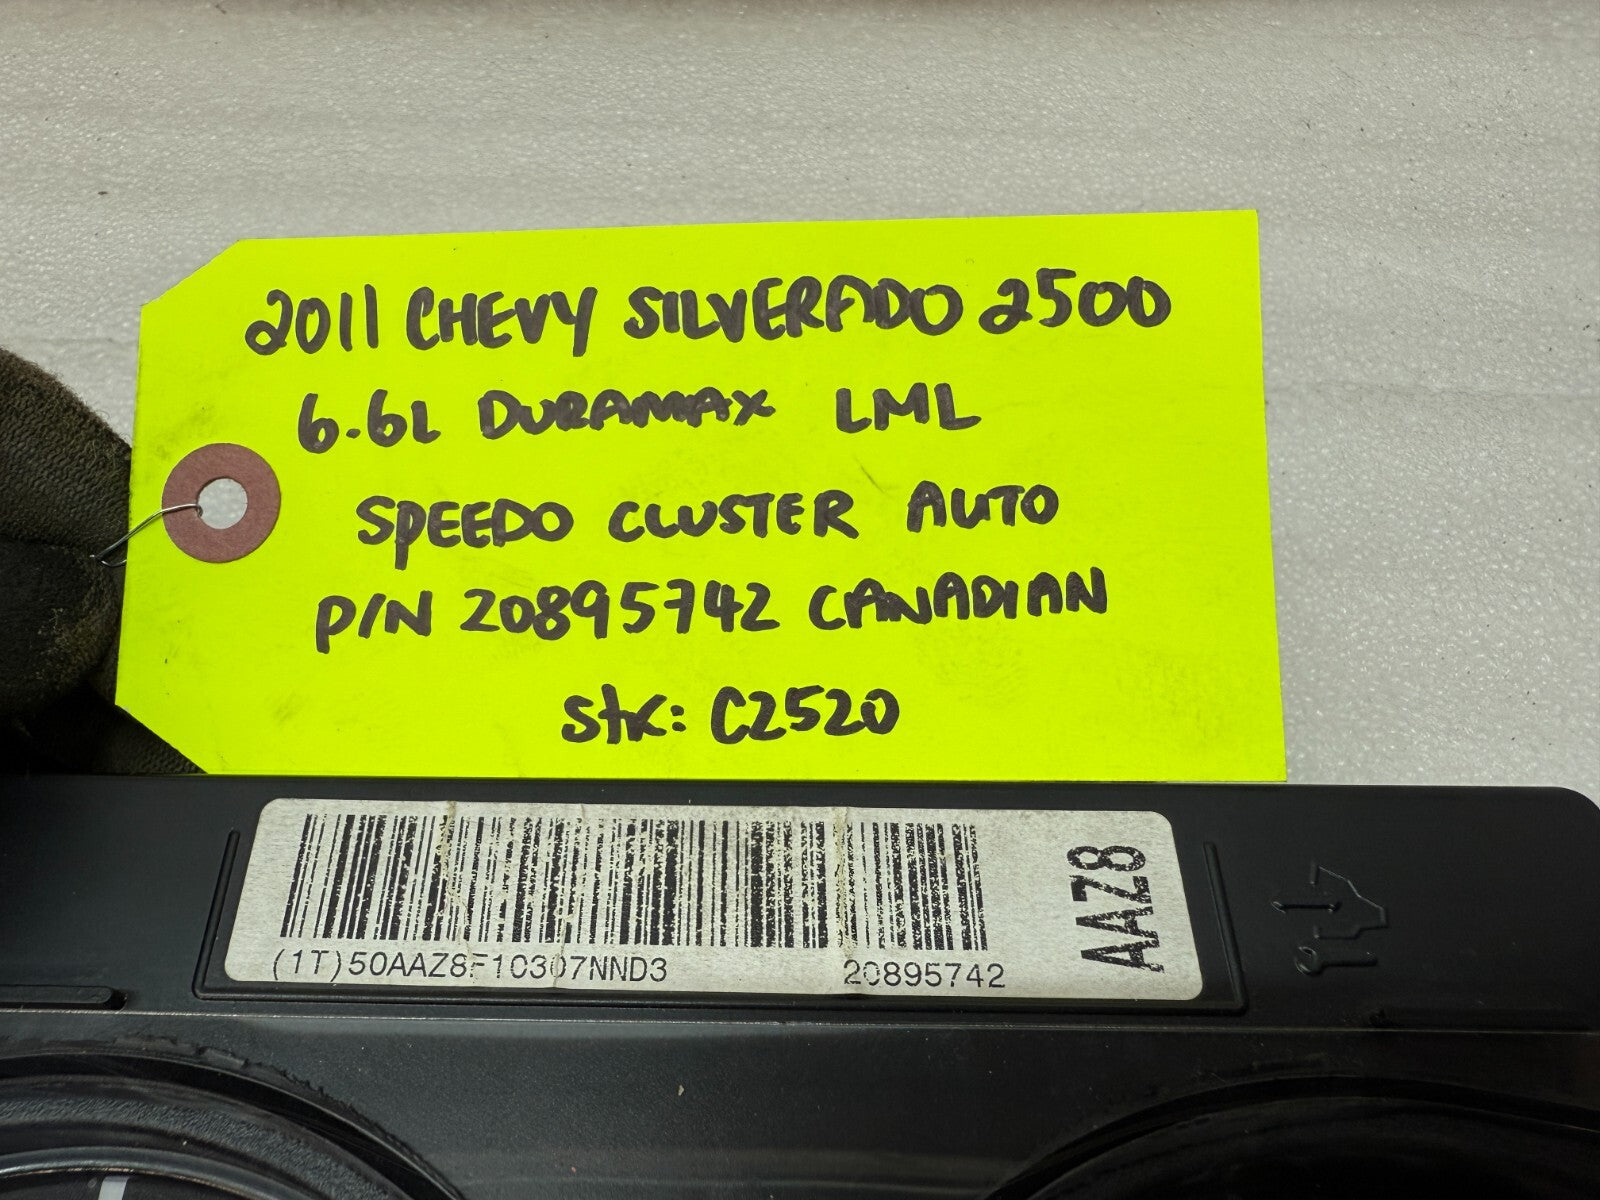 2011 CHEVY SILVERADO 2500
6.6L DURAMAX LML
SPEEDO CLUSTER AUTO
P/N 20895742 CANADIAN
Stk: C2520
(1T)50AAZ8F10307NND3 20895742
AAZ8